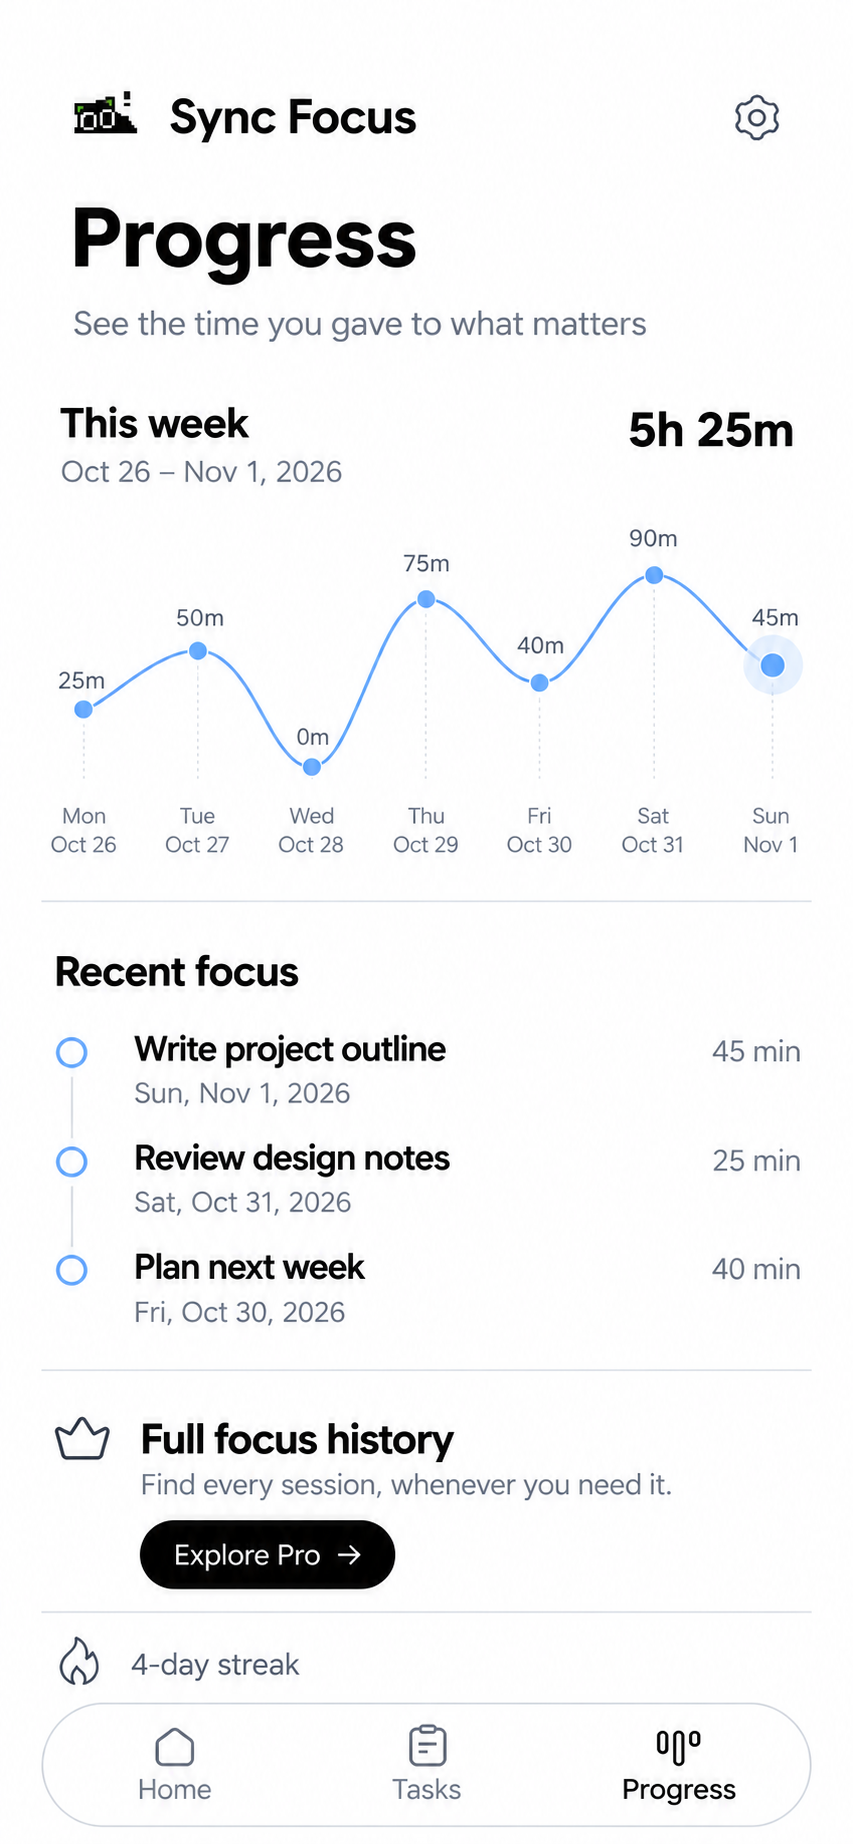 Sync Focus
Progress
See the time you gave to what matters
This week
5h 25m
Oct 26 – Nov 1, 2026
25m
50m
0m
75m
40m
90m
45m
Mon
Oct 26
Tue
Oct 27
Wed
Oct 28
Thu
Oct 29
Fri
Oct 30
Sat
Oct 31
Sun
Nov 1
Recent focus
Write project outline
45 min
Sun, Nov 1, 2026
Review design notes
25 min
Sat, Oct 31, 2026
Plan next week
40 min
Fri, Oct 30, 2026
Full focus history
Find every session, whenever you need it.
Explore Pro →
4-day streak
Home
Tasks
Progress